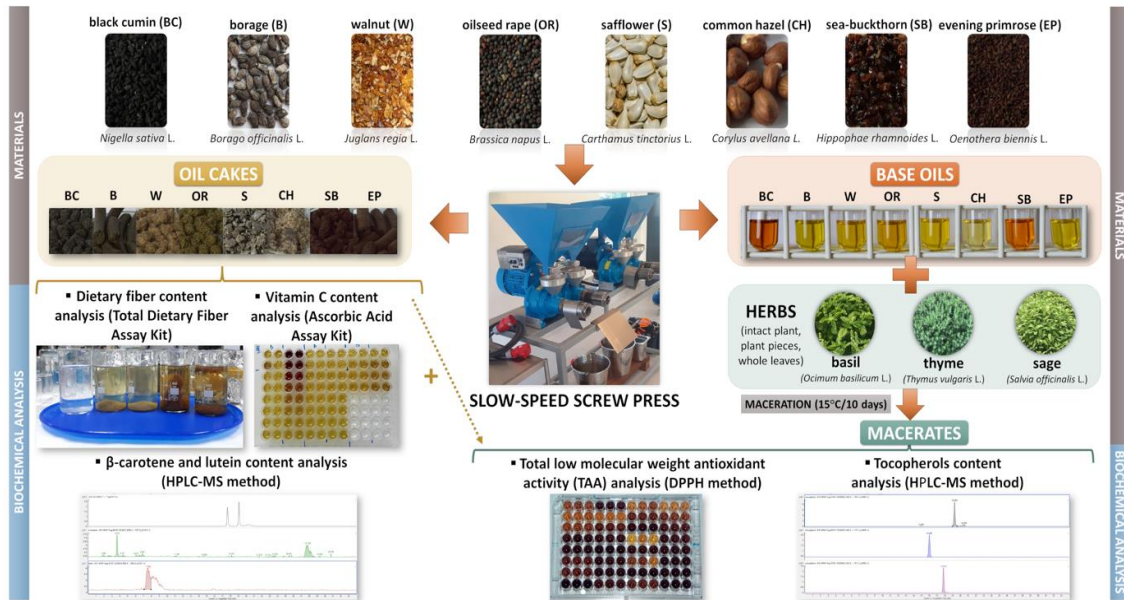 black cumin (BC)
borage (B)
walnut (W)
oilseed rape (OR)
safflower (S)
common hazel (CH)
sea-buckthorn (SB)
evening primrose (EP)
Nigella sativa L.
Borago officinalis L.
Juglans regia L.
Brassica napus L.
Carthamus tinctorius L.
Corylus avellana L.
Hippophae rhamnoides L.
Oenothera biennis L.
MATERIALS
OIL CAKES
BC B W OR S CH SB EP
BASE OILS
BC B W OR S CH SB EP
MATERIALS
HERBS
(intact plant,
plant pieces,
whole leaves)
basil
(Ocimum basilicum L.)
thyme
(Thymus vulgaris L.)
sage
(Salvia officinalis L.)
SLOW-SPEED SCREW PRESS
MACERATION (15°C/10 days)
MACERATES
BIOCHEMICAL ANALYSIS
▪ Dietary fiber content
analysis (Total Dietary Fiber
Assay Kit)
▪ Vitamin C content
analysis (Ascorbic Acid
Assay Kit)
+
▪ β-carotene and lutein content analysis
(HPLC-MS method)
▪ Total low molecular weight antioxidant
activity (TAA) analysis (DPPH method)
▪ Tocopherols content
analysis (HPLC-MS method)
BIOCHEMICAL ANALYSIS